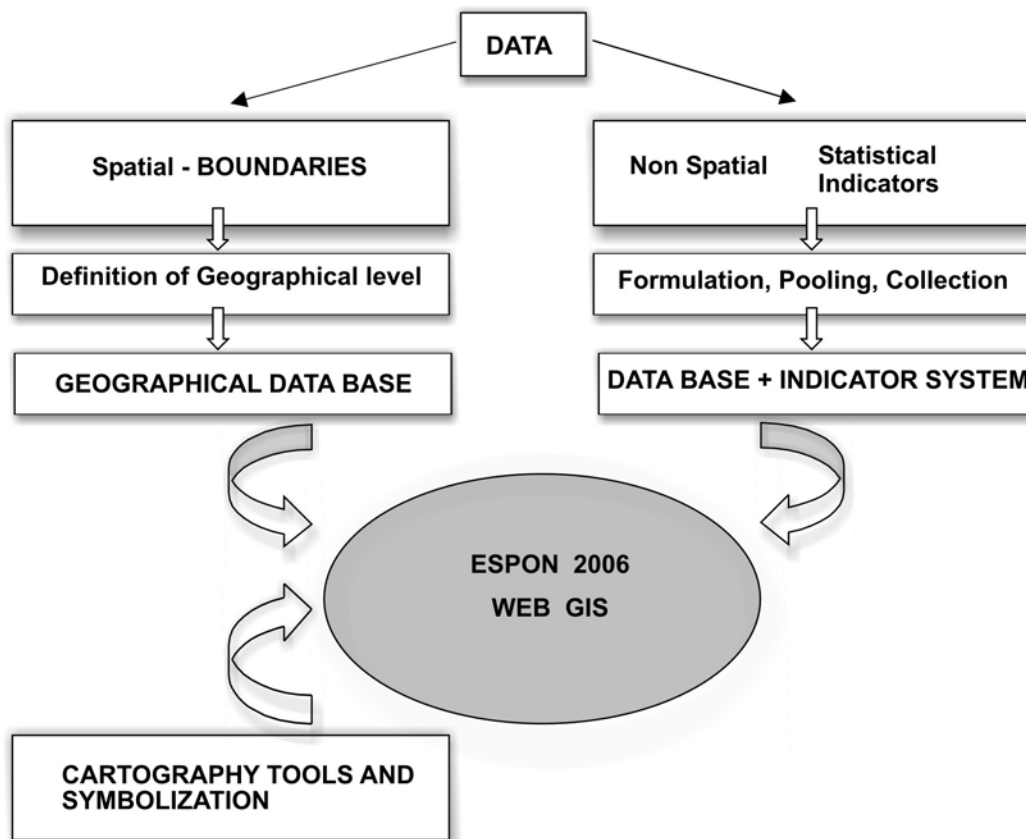 DATA
Spatial - BOUNDARIES
Non Spatial
Statistical
Indicators
Definition of Geographical level
Formulation, Pooling, Collection
GEOGRAPHICAL DATA BASE
DATA BASE + INDICATOR SYSTEM
ESPON 2006
WEB GIS
CARTOGRAPHY TOOLS AND
SYMBOLIZATION